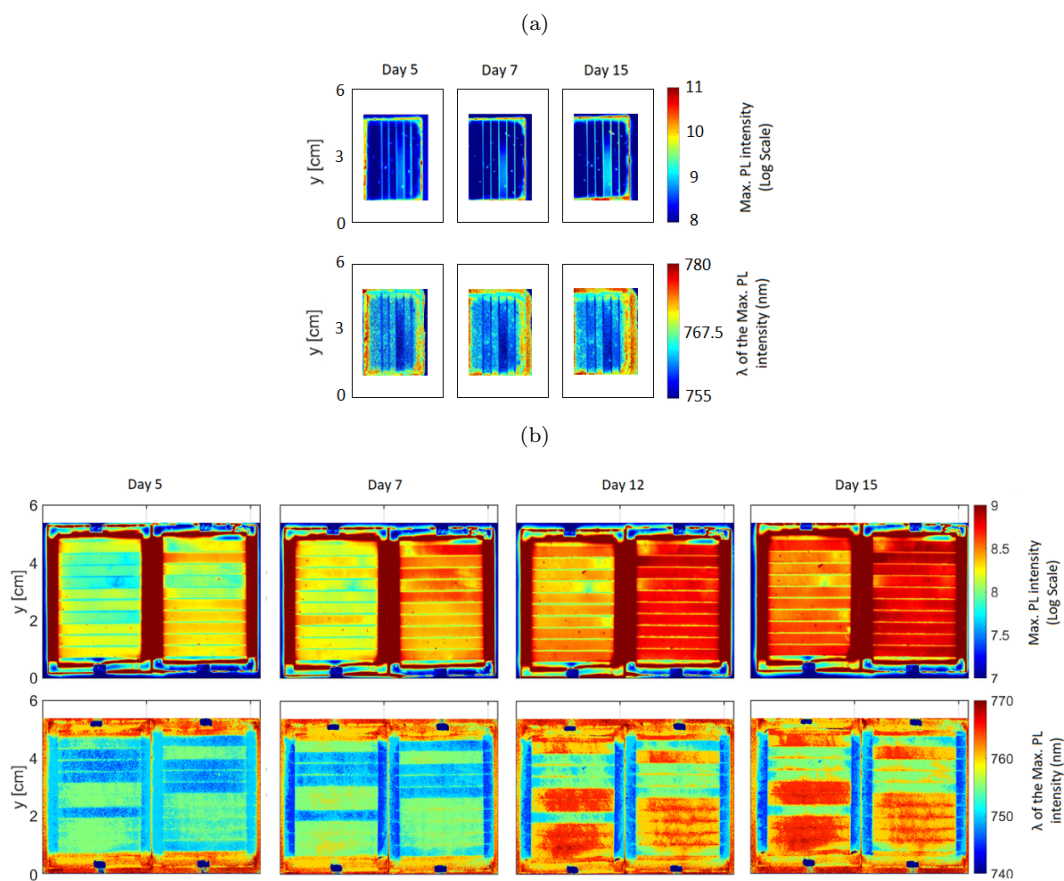 (a)
Day 5 Day 7 Day 15
6
3
0
y [cm]
11
10
9
8
Max. PL intensity
(Log Scale)
6
3
0
y [cm]
780
767.5
755
λ of the Max. PL
intensity (nm)
(b)
Day 5 Day 7 Day 12 Day 15
6
4
2
0
y [cm]
9
8.5
8
7.5
7
Max. PL intensity
(Log Scale)
6
4
2
0
y [cm]
770
760
750
740
λ of the Max. PL
intensity (nm)